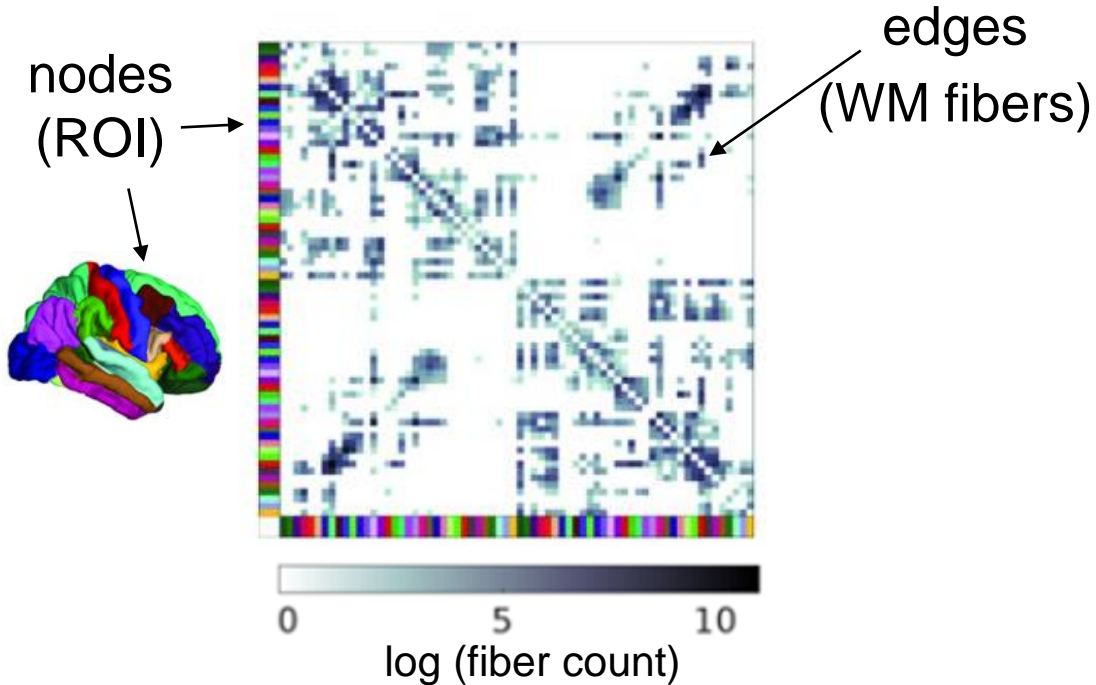 nodes
(ROI)
edges
(WM fibers)
0 5 10
log (fiber count)